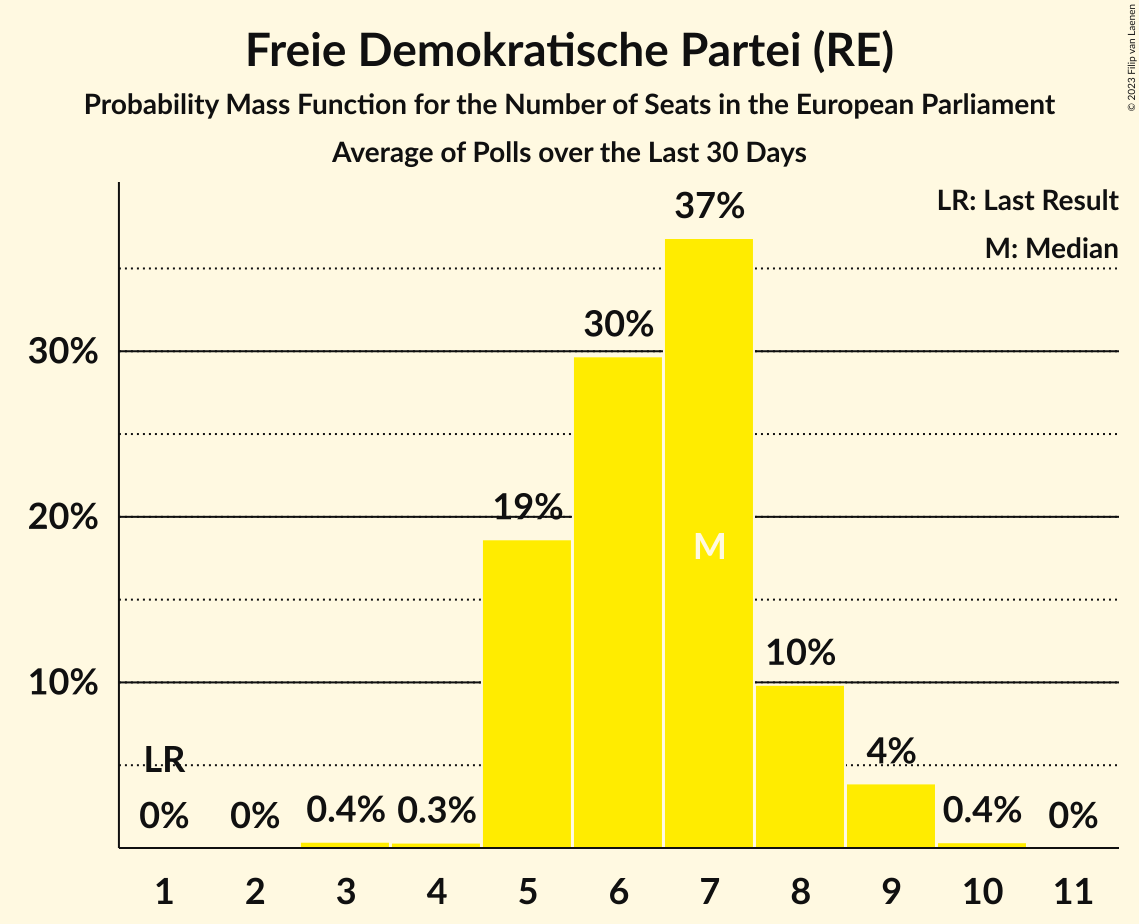 Freie Demokratische Partei (RE)
Probability Mass Function for the Number of Seats in the European Parliament
Average of Polls over the Last 30 Days
© 2023 Filip van Laenen
LR: Last Result
M: Median
37%
30%
30%
19%
20%
M
10%
10%
LR
4%
0%
0%
0.4%
0.3%
0.4%
0%
1 2 3 4 5 6 7 8 9 10 11